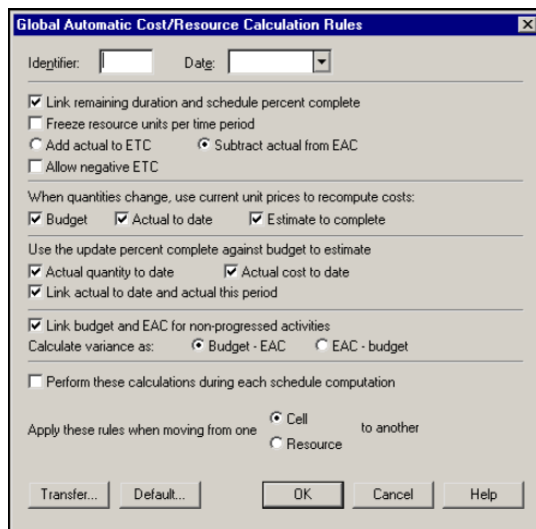 Global Automatic Cost/Resource Calculation Rules
Identifier: Date:
Link remaining duration and schedule percent complete
Freeze resource units per time period
Add actual to ETC Subtract actual from EAC
Allow negative ETC
When quantities change, use current unit prices to recompute costs:
Budget Actual to date Estimate to complete
Use the update percent complete against budget to estimate
Actual quantity to date Actual cost to date
Link actual to date and actual this period
Link budget and EAC for non-progressed activities
Calculate variance as: Budget - EAC EAC - budget
Perform these calculations during each schedule computation
Cell
Apply these rules when moving from one to another
Resource
Transfer... Default... OK Cancel Help